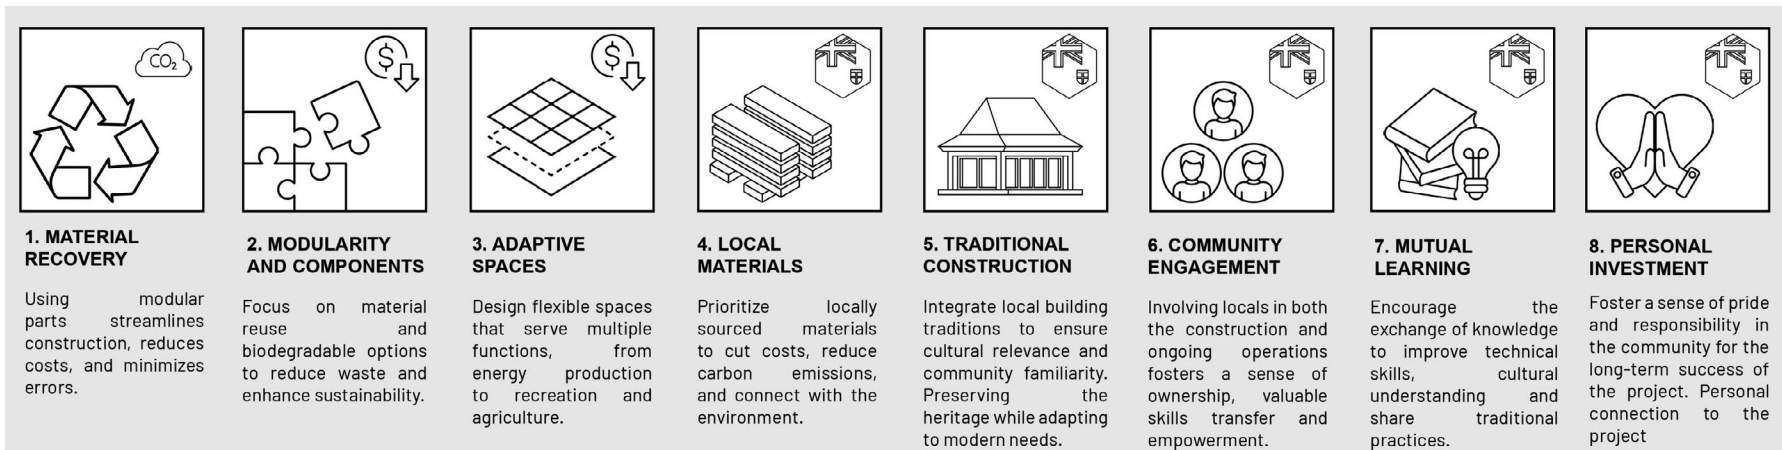 CO₂
$
$
1. MATERIAL
RECOVERY
Using modular
parts streamlines
construction, reduces
costs, and minimizes
errors.
2. MODULARITY
AND COMPONENTS
Focus on material
reuse and
biodegradable options
to reduce waste and
enhance sustainability.
3. ADAPTIVE
SPACES
Design flexible spaces
that serve multiple
functions, from
energy production
to recreation and
agriculture.
4. LOCAL
MATERIALS
Prioritize locally
sourced materials
to cut costs, reduce
carbon emissions,
and connect with the
environment.
5. TRADITIONAL
CONSTRUCTION
Integrate local building
traditions to ensure
cultural relevance and
community familiarity.
Preserving the
heritage while adapting
to modern needs.
6. COMMUNITY
ENGAGEMENT
Involving locals in both
the construction and
ongoing operations
fosters a sense of
ownership, valuable
skills transfer and
empowerment.
7. MUTUAL
LEARNING
Encourage the
exchange of knowledge
to improve technical
skills, cultural
understanding and
share traditional
practices.
8. PERSONAL
INVESTMENT
Foster a sense of pride
and responsibility in
the community for the
long-term success of
the project. Personal
connection to the
project